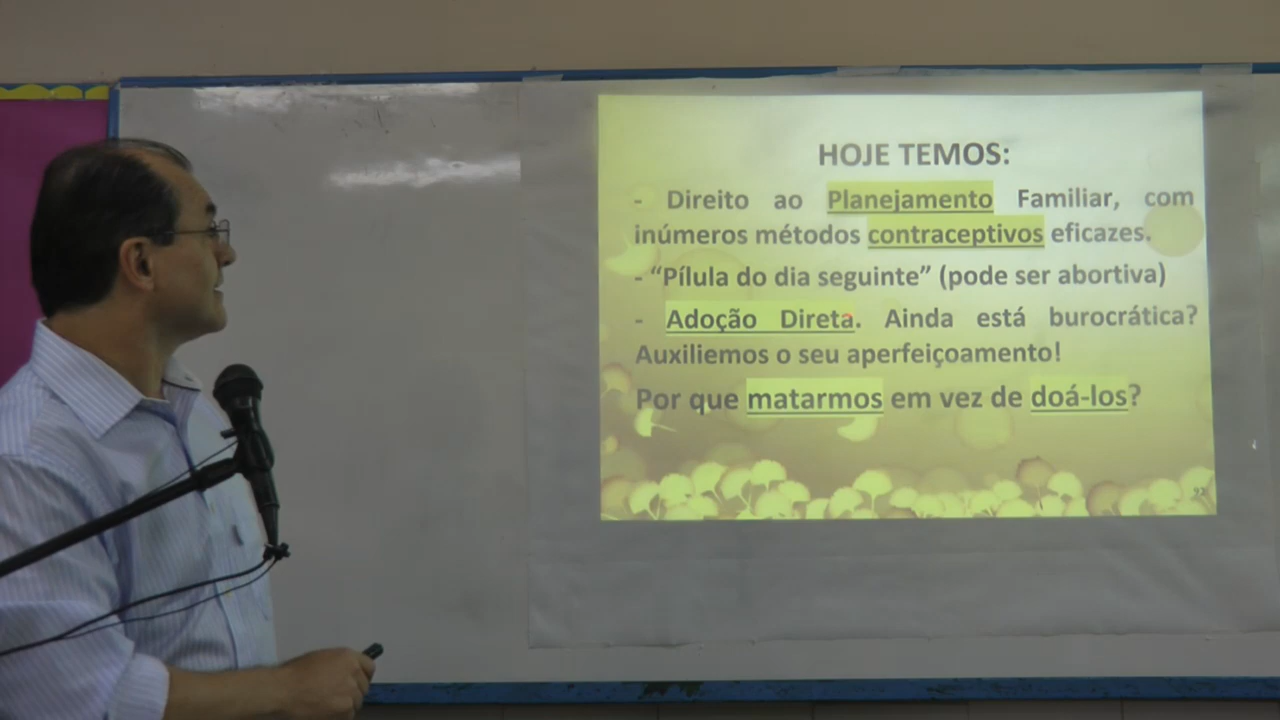 HOJE TEMOS:
- Direito ao Planejamento Familiar, com
inúmeros métodos contraceptivos eficazes.
- “Pílula do dia seguinte” (pode ser abortiva)
- Adoção Direta. Ainda está burocrática?
Auxiliemos o seu aperfeiçoamento!
Por que matarmos em vez de doá-los?